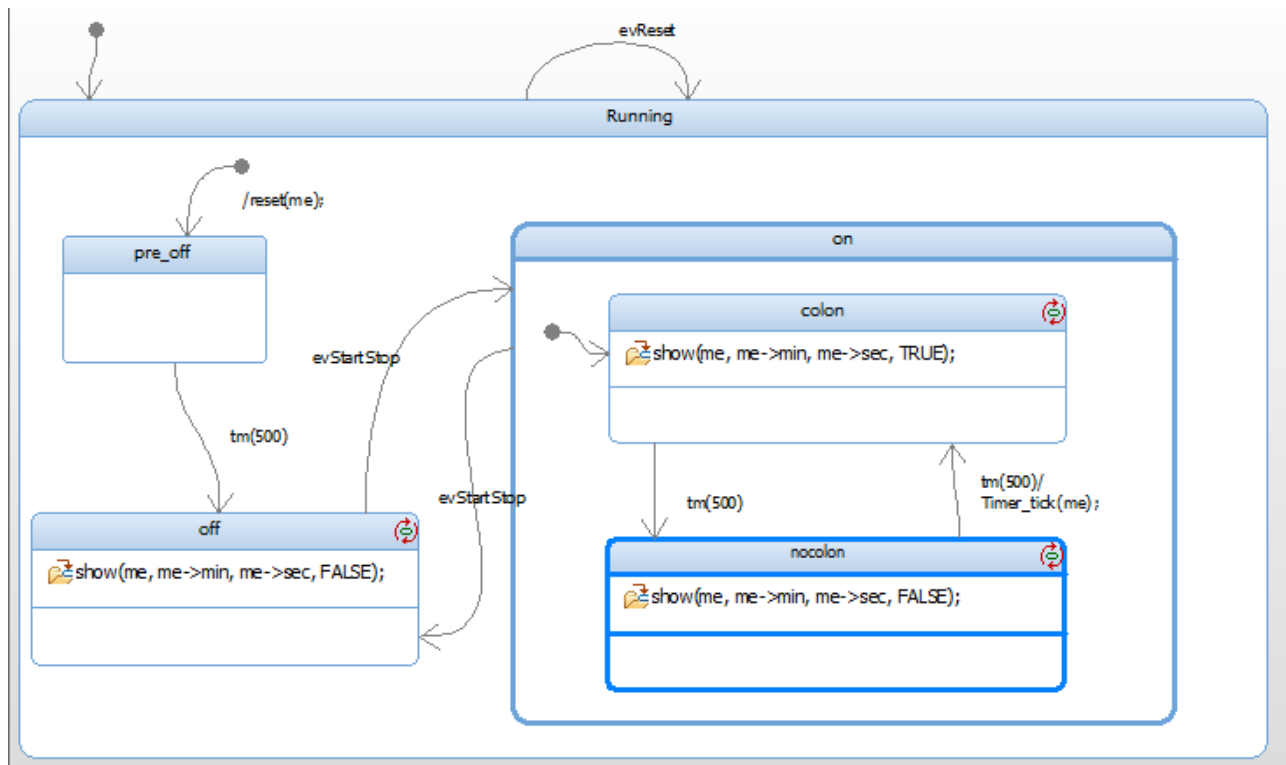 evReset
Running
/reset(me);
pre_off
on
colon
show(me, me->min, me->sec, TRUE);
evStartStop
tm(500)
evStartStop
tm(500)
tm(500)/
Timer_tick(me);
off
show(me, me->min, me->sec, FALSE);
nocolon
show(me, me->min, me->sec, FALSE);